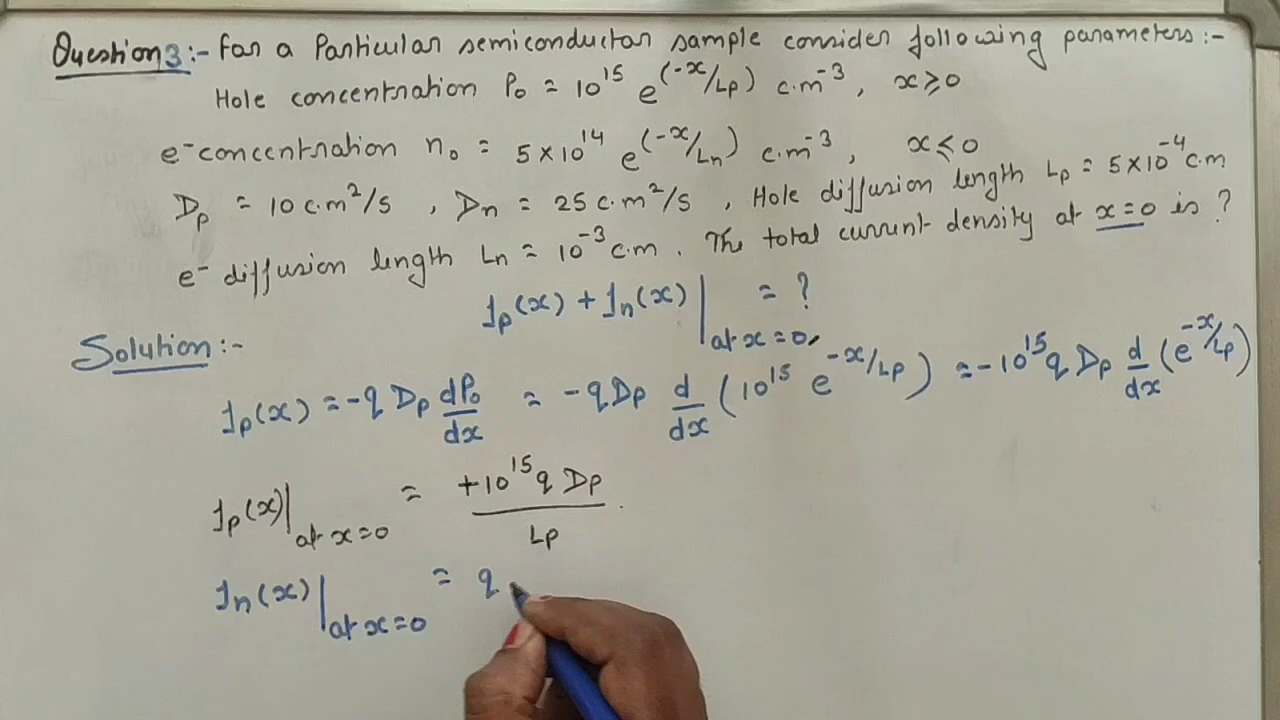 Question 3:- For a Particular semiconductor sample consider following parameters:-
Hole concentration P₀ = 10¹⁵ e^(-x/Lp) c.m⁻³, x⩾0
e⁻concentration n₀ = 5×10¹⁴ e^(-x/Ln) c.m⁻³, x⩽0
Dp = 10 c.m²/s, Dn = 25 c.m²/s, Hole diffusion length Lp = 5×10⁻⁴ c.m
e⁻ diffusion length Ln = 10⁻³ c.m. The total current density at x=0 is ?
Jp(x) + Jn(x)| at x=0. = ?
Solution:-
Jp(x) = -q Dp dP₀/dx = -q Dp d/dx (10¹⁵ e^-x/Lp) = -10¹⁵ q Dp d/dx (e^-x/Lp)
Jp(x)| at x=0 = +10¹⁵ q Dp / Lp
Jn(x)| at x=0 = q